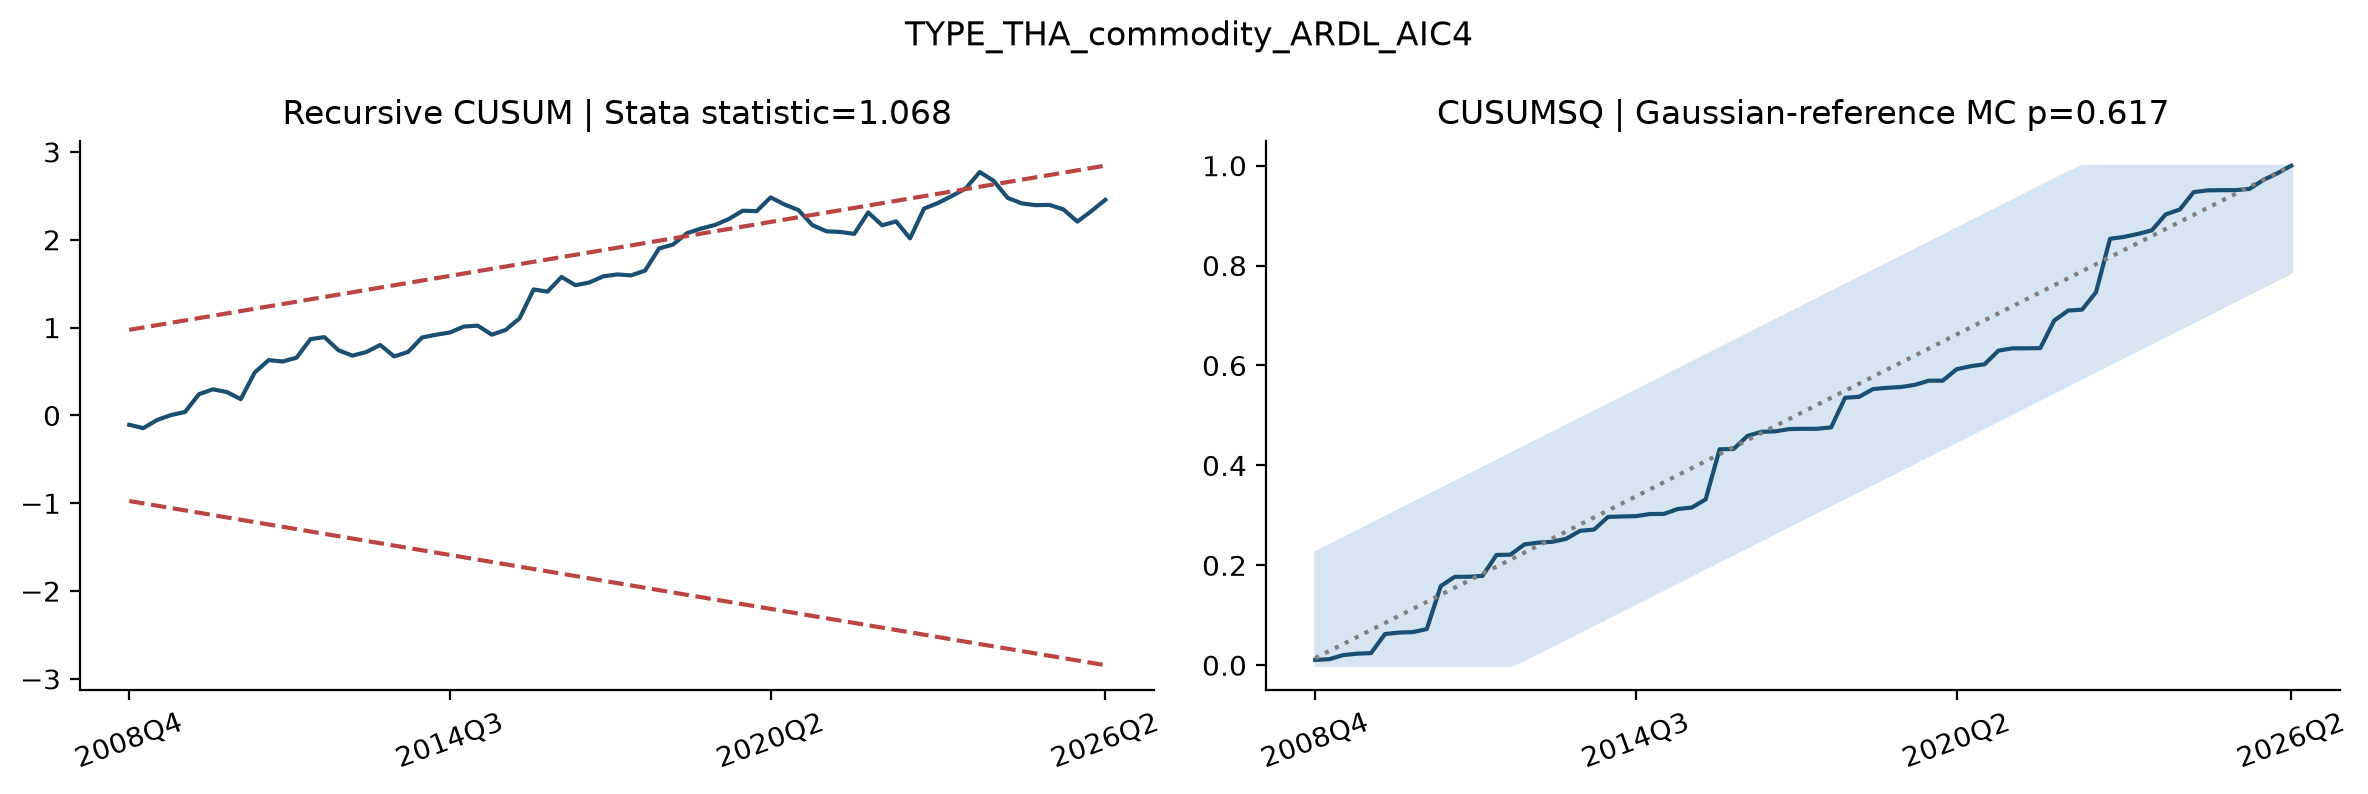 TYPE_THA_commodity_ARDL_AIC4
Recursive CUSUM | Stata statistic=1.068
3
2
1
0
−1
−2
−3
2008Q4
2014Q3
2020Q2
2026Q2
CUSUMSQ | Gaussian-reference MC p=0.617
1.0
0.8
0.6
0.4
0.2
0.0
2008Q4
2014Q3
2020Q2
2026Q2